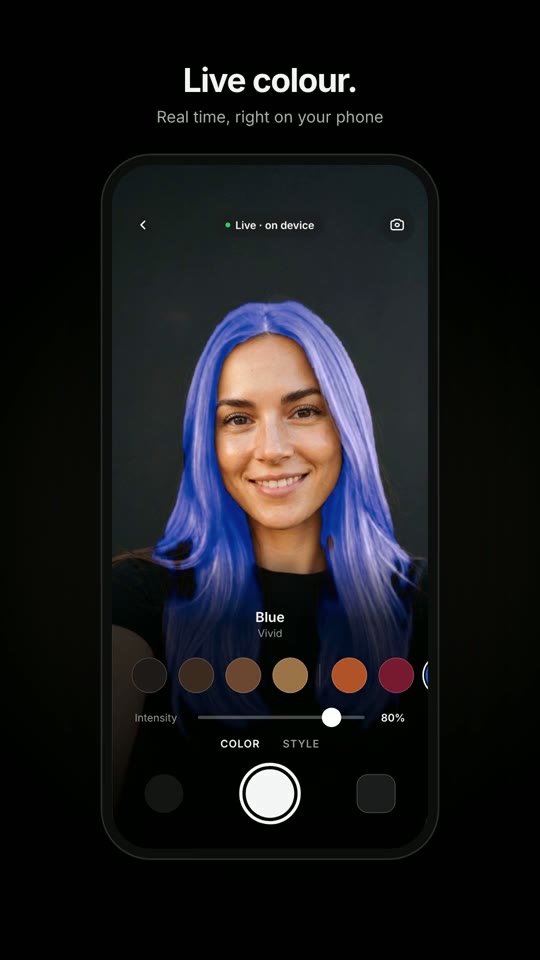 Live colour.
Real time, right on your phone
Live · on device
Blue
Vivid
Intensity
80%
COLOR
STYLE